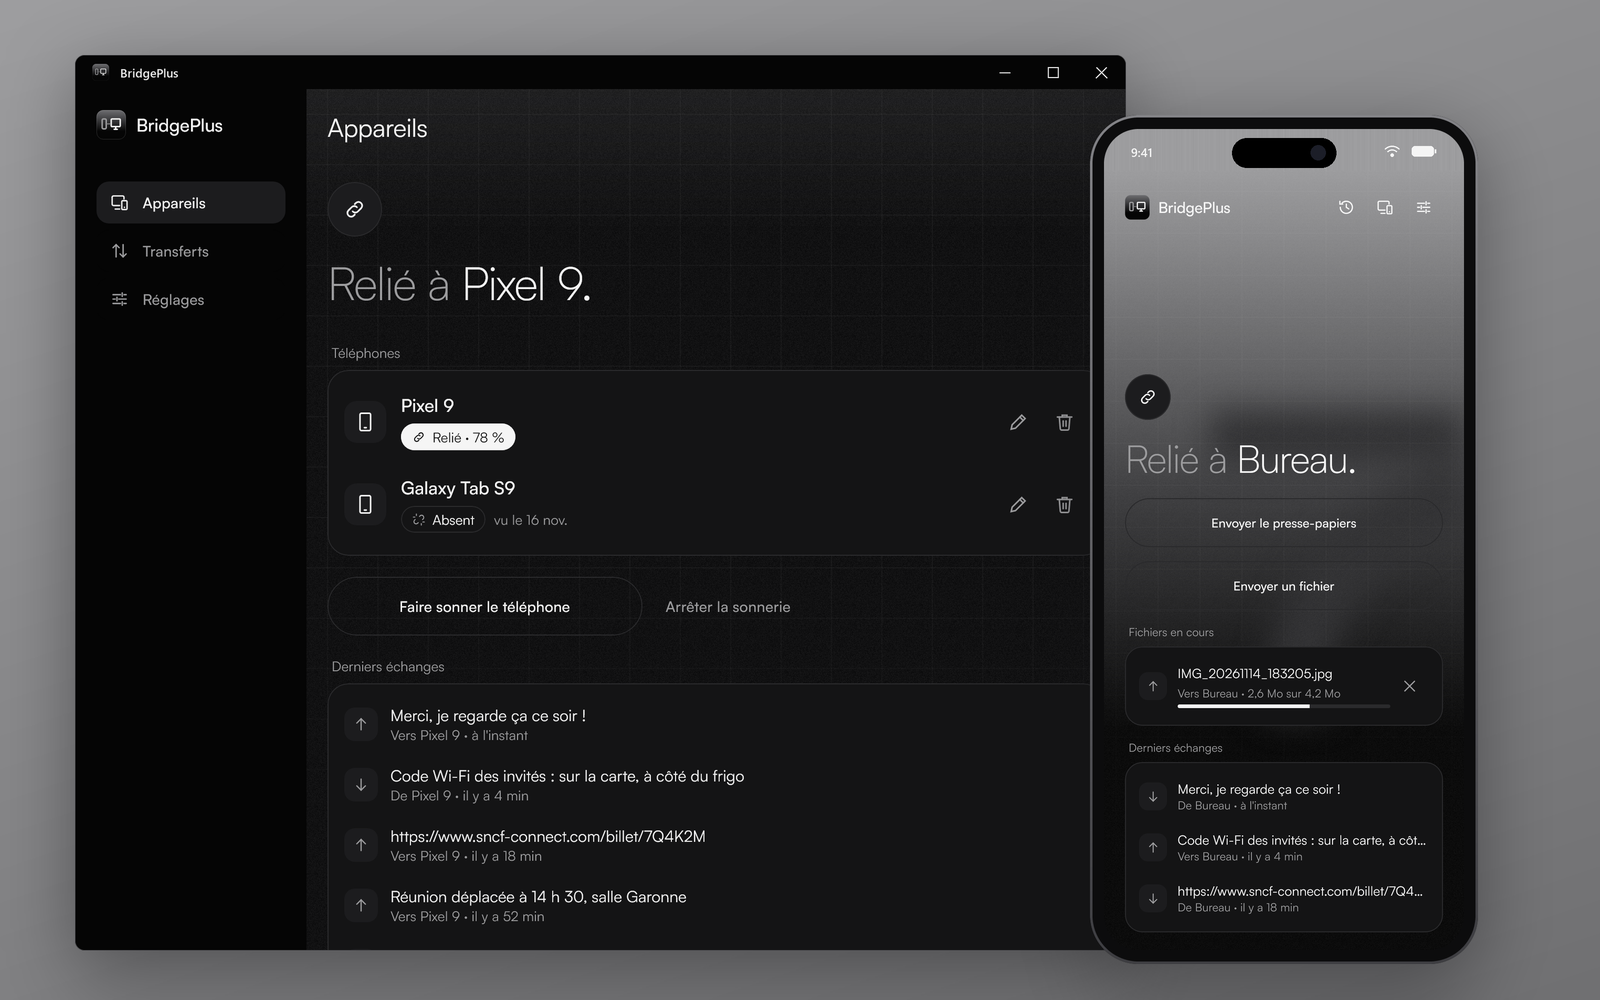 BridgePlus
BridgePlus
Appareils
Transferts
Réglages
Appareils
Relié à Pixel 9.
Téléphones
Pixel 9
Relié · 78 %
Galaxy Tab S9
Absent vu le 16 nov.
Faire sonner le téléphone Arrêter la sonnerie
Derniers échanges
Merci, je regarde ça ce soir !
Vers Pixel 9 · à l'instant
Code Wi-Fi des invités : sur la carte, à côté du frigo
De Pixel 9 · il y a 4 min
https://www.sncf-connect.com/billet/7Q4K2M
Vers Pixel 9 · il y a 18 min
Réunion déplacée à 14 h 30, salle Garonne
Vers Pixel 9 · il y a 52 min
9:41
BridgePlus
Relié à Bureau.
Envoyer le presse-papiers
Envoyer un fichier
Fichiers en cours
IMG_20261114_183205.jpg
Vers Bureau · 2,6 Mo sur 4,2 Mo
Derniers échanges
Merci, je regarde ça ce soir !
De Bureau · à l'instant
Code Wi-Fi des invités : sur la carte, à côt...
Vers Bureau · il y a 4 min
https://www.sncf-connect.com/billet/7Q4...
De Bureau · il y a 18 min